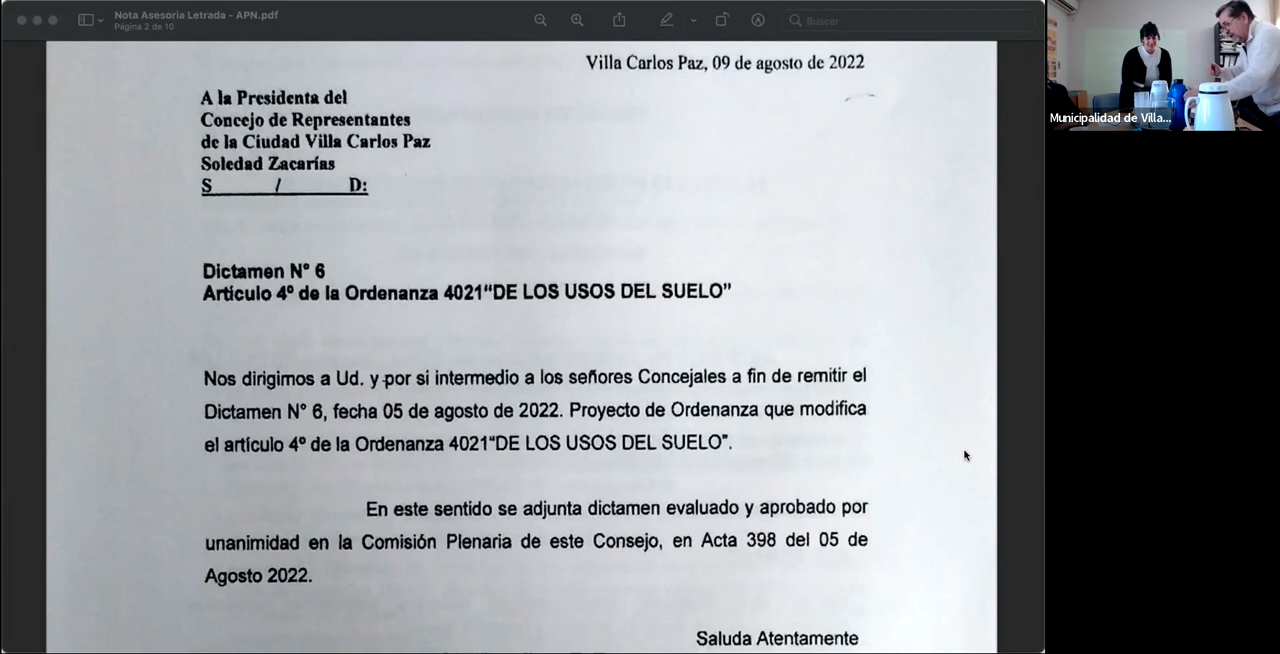 Nota Asesoria Letrada - APN.pdf
Página 2 de 10
Buscar
Villa Carlos Paz, 09 de agosto de 2022
A la Presidenta del
Concejo de Representantes
de la Ciudad Villa Carlos Paz
Soledad Zacarías
S / D:
Dictamen N° 6
Articulo 4º de la Ordenanza 4021“DE LOS USOS DEL SUELO”
Nos dirigimos a Ud. y por si intermedio a los señores Concejales a fin de remitir el
Dictamen N° 6, fecha 05 de agosto de 2022. Proyecto de Ordenanza que modifica
el artículo 4º de la Ordenanza 4021“DE LOS USOS DEL SUELO”.
En este sentido se adjunta dictamen evaluado y aprobado por
unanimidad en la Comisión Plenaria de este Consejo, en Acta 398 del 05 de
Agosto 2022.
Saluda Atentamente
Municipalidad de Villa...